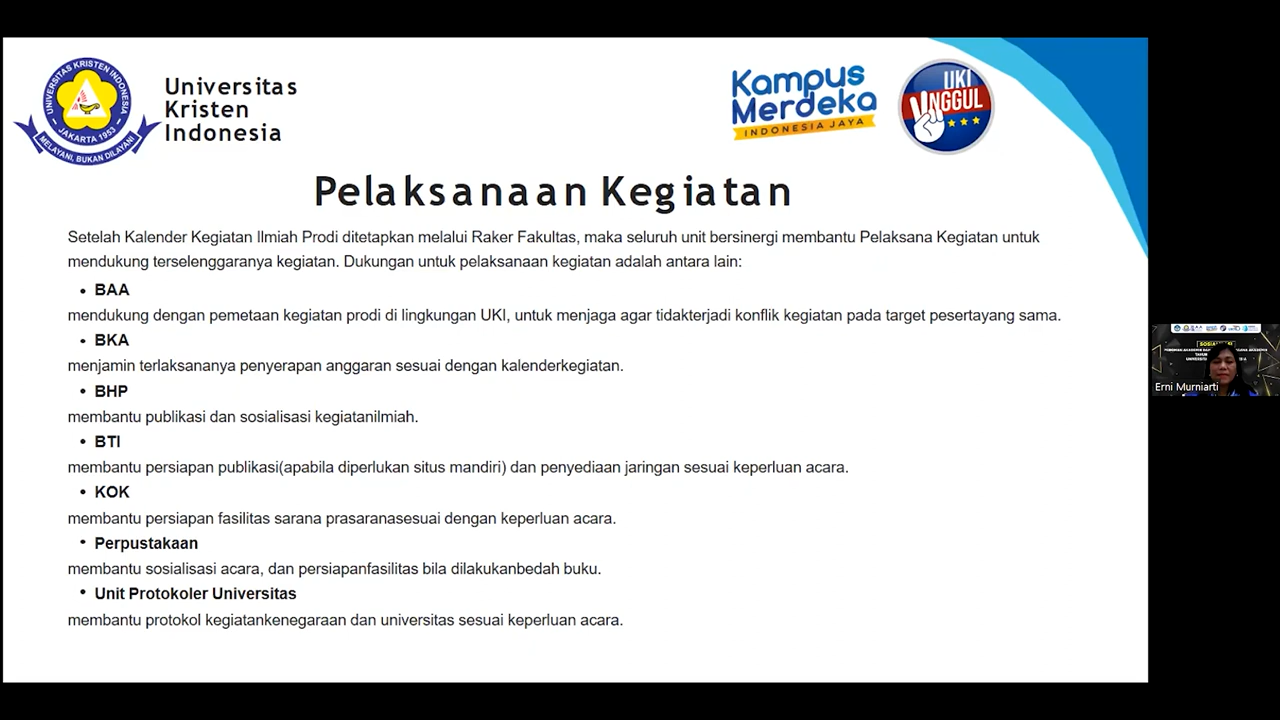 UNIVERSITAS KRISTEN INDONESIA
JAKARTA 1953
MELAYANI, BUKAN DILAYANI
Universitas
Kristen
Indonesia
Kampus
Merdeka
INDONESIA JAYA
UKI
UNGGUL
Pelaksanaan Kegiatan
Setelah Kalender Kegiatan Ilmiah Prodi ditetapkan melalui Raker Fakultas, maka seluruh unit bersinergi membantu Pelaksana Kegiatan untuk
mendukung terselenggaranya kegiatan. Dukungan untuk pelaksanaan kegiatan adalah antara lain:
• BAA
mendukung dengan pemetaan kegiatan prodi di lingkungan UKI, untuk menjaga agar tidakterjadi konflik kegiatan pada target pesertayang sama.
• BKA
menjamin terlaksananya penyerapan anggaran sesuai dengan kalenderkegiatan.
• BHP
membantu publikasi dan sosialisasi kegiatanilmiah.
• BTI
membantu persiapan publikasi(apabila diperlukan situs mandiri) dan penyediaan jaringan sesuai keperluan acara.
• KOK
membantu persiapan fasilitas sarana prasaranasesuai dengan keperluan acara.
• Perpustakaan
membantu sosialisasi acara, dan persiapanfasilitas bila dilakukanbedah buku.
• Unit Protokoler Universitas
membantu protokol kegiatankenegaraan dan universitas sesuai keperluan acara.
Erni Murniarti